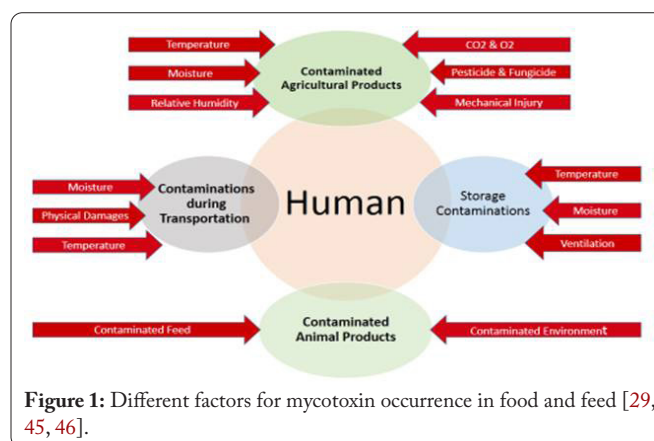 Temperature
CO2 & O2
Contaminated
Agricultural Products
Moisture
Pesticide & Fungicide
Relative Humidity
Mechanical Injury
Moisture
Contaminations
during
Transportation
Physical Damages
Temperature
Human
Storage
Contaminations
Temperature
Moisture
Ventilation
Contaminated Feed
Contaminated
Animal Products
Contaminated Environment
Figure 1: Different factors for mycotoxin occurrence in food and feed [29,
45, 46].